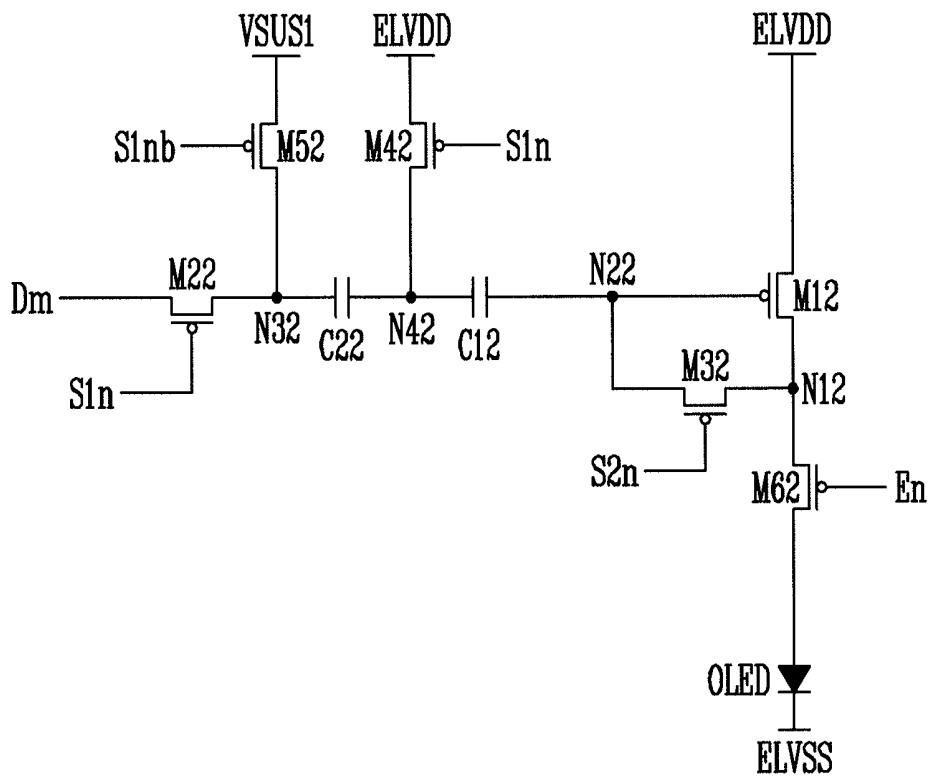 VSUS1 ELVDD ELVDD
S1nb M52 M42 S1n
M22 N22
Dm M12
N32 C22 N42 C12
M32
S1n N12
S2n M62 En
OLED
ELVSS